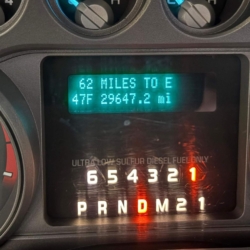 62 MILES TO E
47F 29647.2 mi
ULTRA LOW SULFUR DIESEL FUEL ONLY
6 5 4 3 2 1
P R N D M 2 1